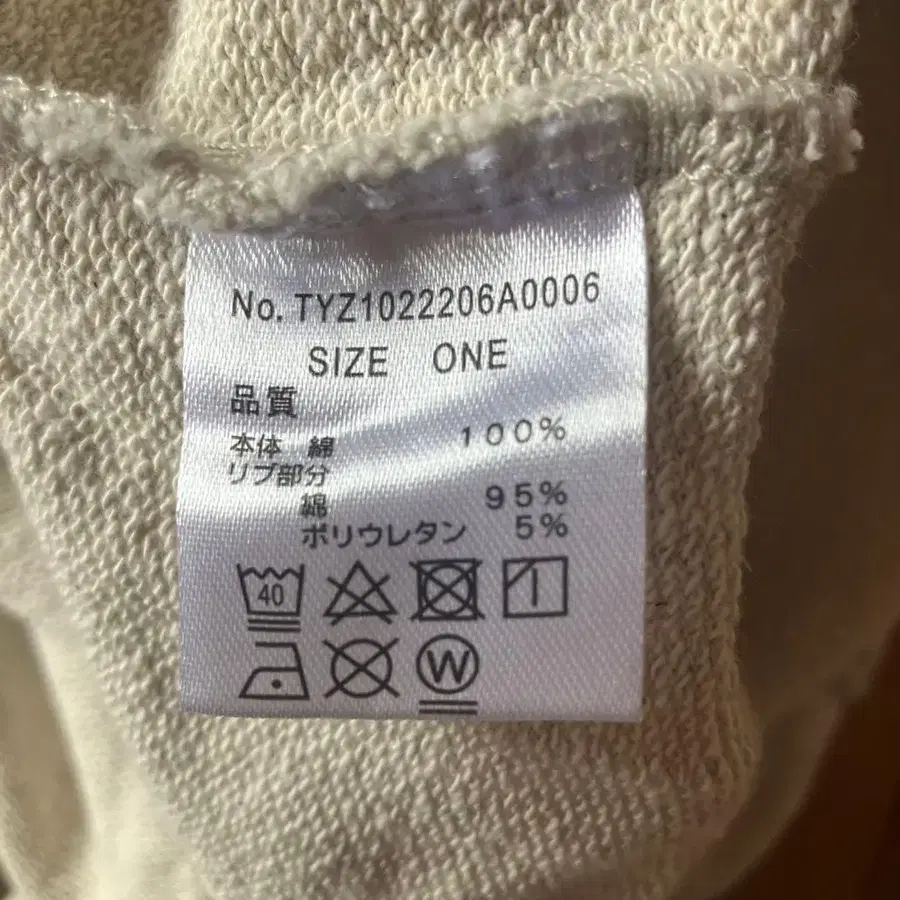 No. TYZ1022206A0006
SIZE ONE
品質
本体 綿 100%
リブ部分
綿 95%
ポリウレタン 5%
40
W